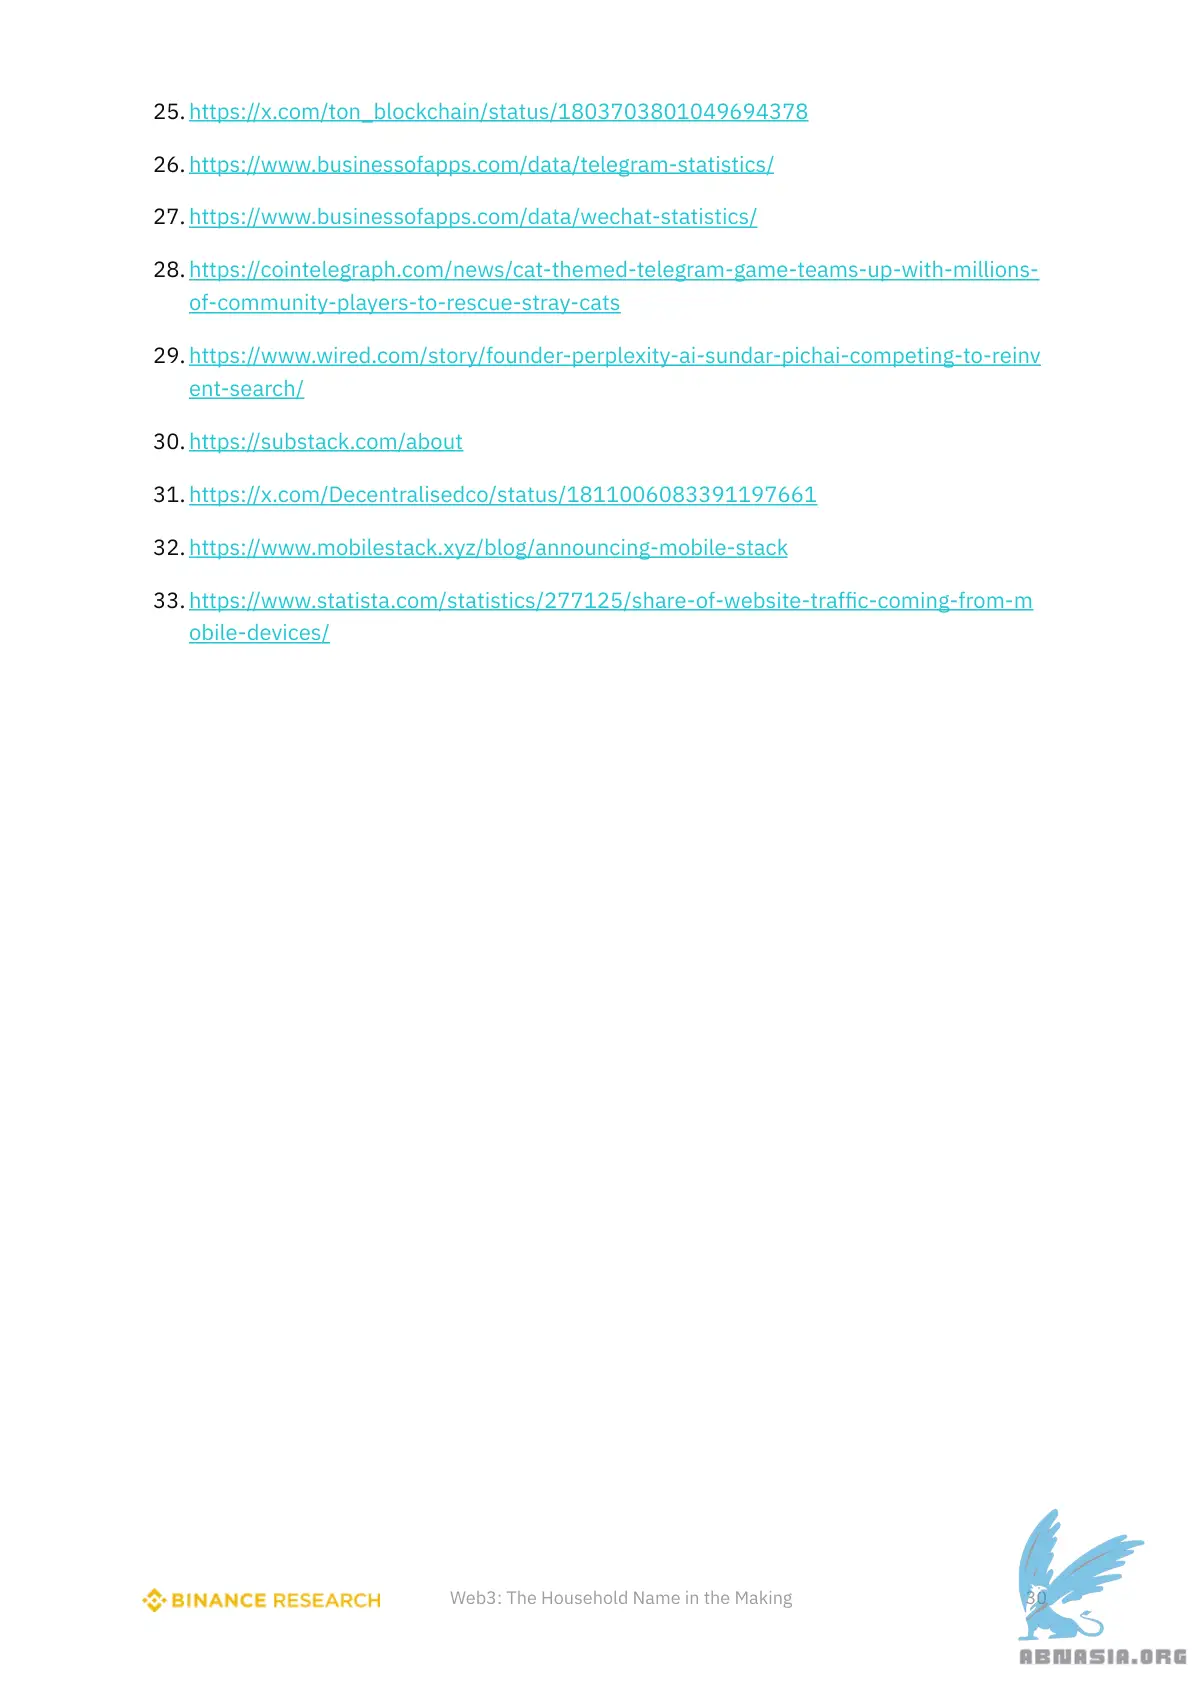 25. https://x.com/ton_blockchain/status/1803703801049694378
26. https://www.businessofapps.com/data/telegram-statistics/
27. https://www.businessofapps.com/data/wechat-statistics/
28. https://cointelegraph.com/news/cat-themed-telegram-game-teams-up-with-millions-
of-community-players-to-rescue-stray-cats
29. https://www.wired.com/story/founder-perplexity-ai-sundar-pichai-competing-to-reinv
ent-search/
30. https://substack.com/about
31. https://x.com/Decentralisedco/status/1811006083391197661
32. https://www.mobilestack.xyz/blog/announcing-mobile-stack
33. https://www.statista.com/statistics/277125/share-of-website-traffic-coming-from-m
obile-devices/
BINANCE RESEARCH
Web3: The Household Name in the Making
30
ABNASIA.ORG